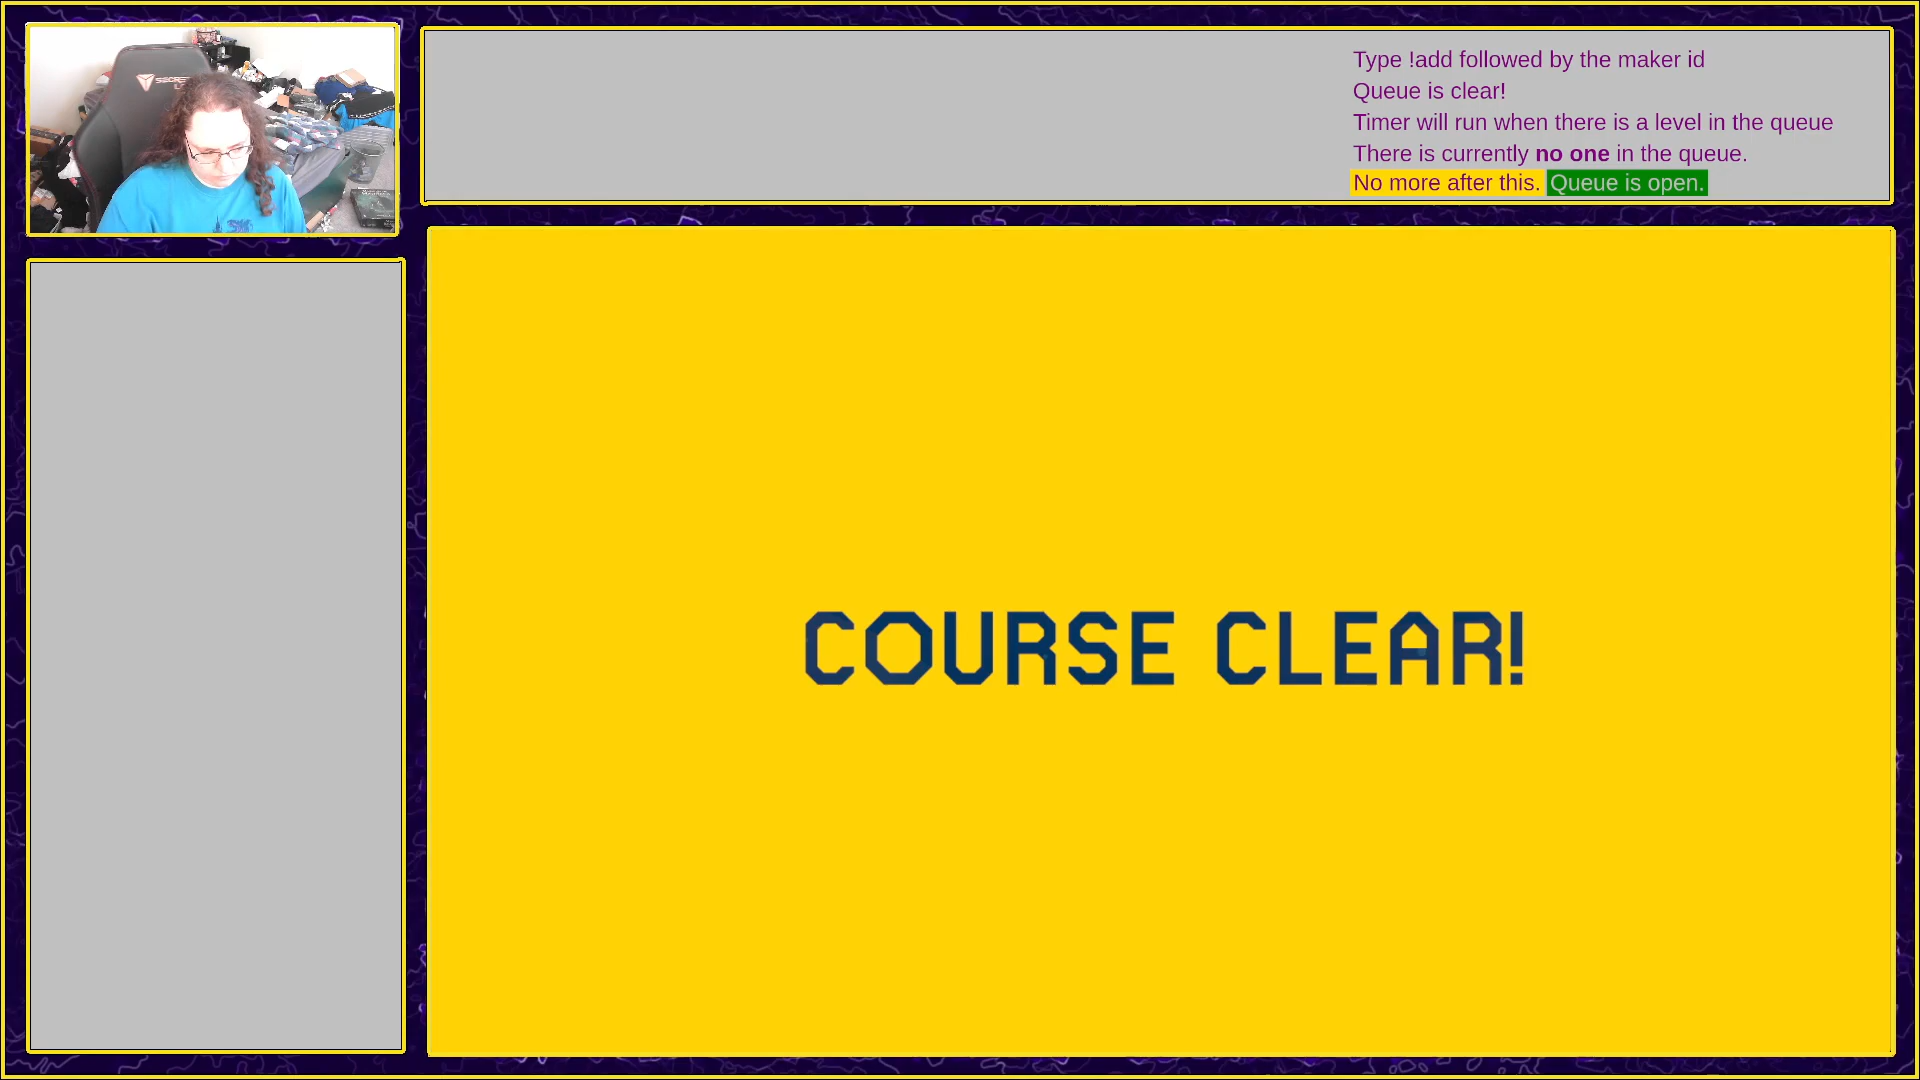 Type !add followed by the maker id
Queue is clear!
Timer will run when there is a level in the queue
There is currently no one in the queue.
No more after this. Queue is open.
COURSE CLEAR!